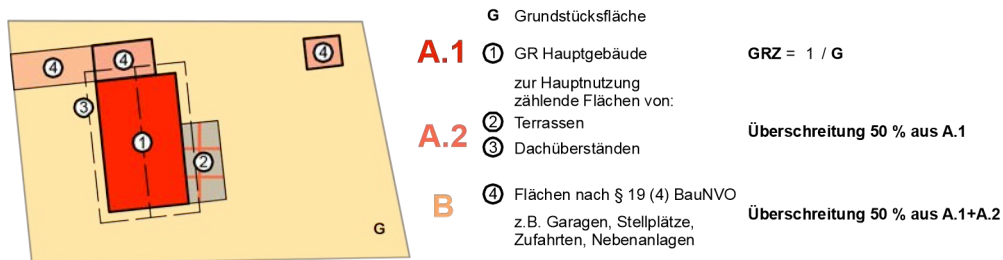 G Grundstücksfläche
A.1 ① GR Hauptgebäude GRZ = 1 / G
zur Hauptnutzung
zählende Flächen von:
A.2 ② Terrassen Überschreitung 50 % aus A.1
③ Dachüberständen
B ④ Flächen nach § 19 (4) BauNVO
z.B. Garagen, Stellplätze, Überschreitung 50 % aus A.1+A.2
Zufahrten, Nebenanlagen
④
④
④
③
①
②
G